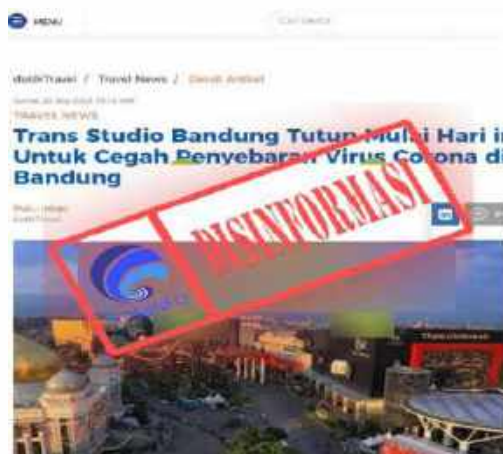 MENU
detikTravel / Travel News / Detail Artikel
TRAVEL NEWS
Trans Studio Bandung Tutup Mulai Hari in
Untuk Cegah Penyebaran Virus Corona di
Bandung
DISINFORMASI